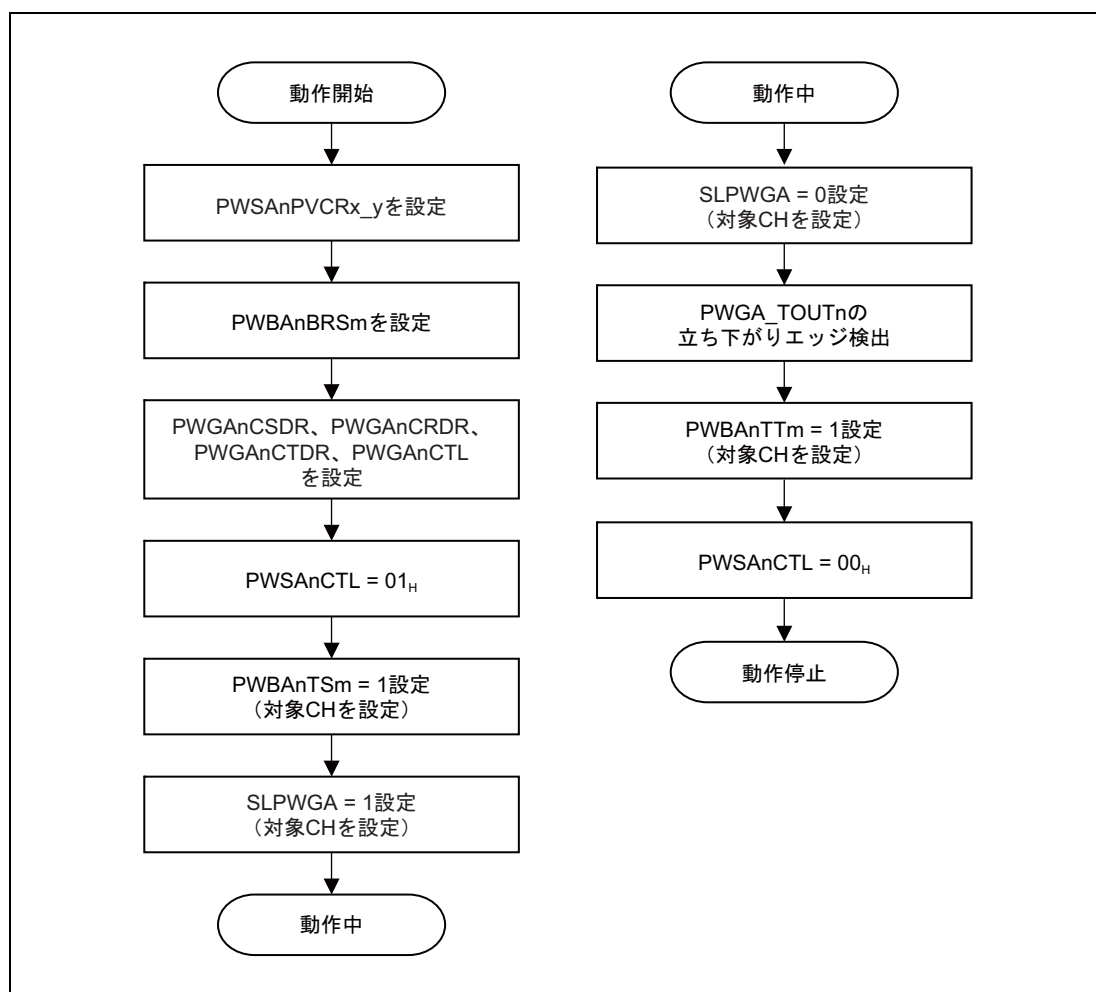 動作開始
PWSAnPVCRx_yを設定
PWBAnBRSmを設定
PWGAnCSDR、PWGAnCRDR、
PWGAnCTDR、PWGAnCTL
を設定
PWSAnCTL = 01H
PWBAnTSm = 1設定
（対象CHを設定）
SLPWGA = 1設定
（対象CHを設定）
動作中
動作中
SLPWGA = 0設定
（対象CHを設定）
PWGA_TOUTnの
立ち下がりエッジ検出
PWBAnTTm = 1設定
（対象CHを設定）
PWSAnCTL = 00H
動作停止